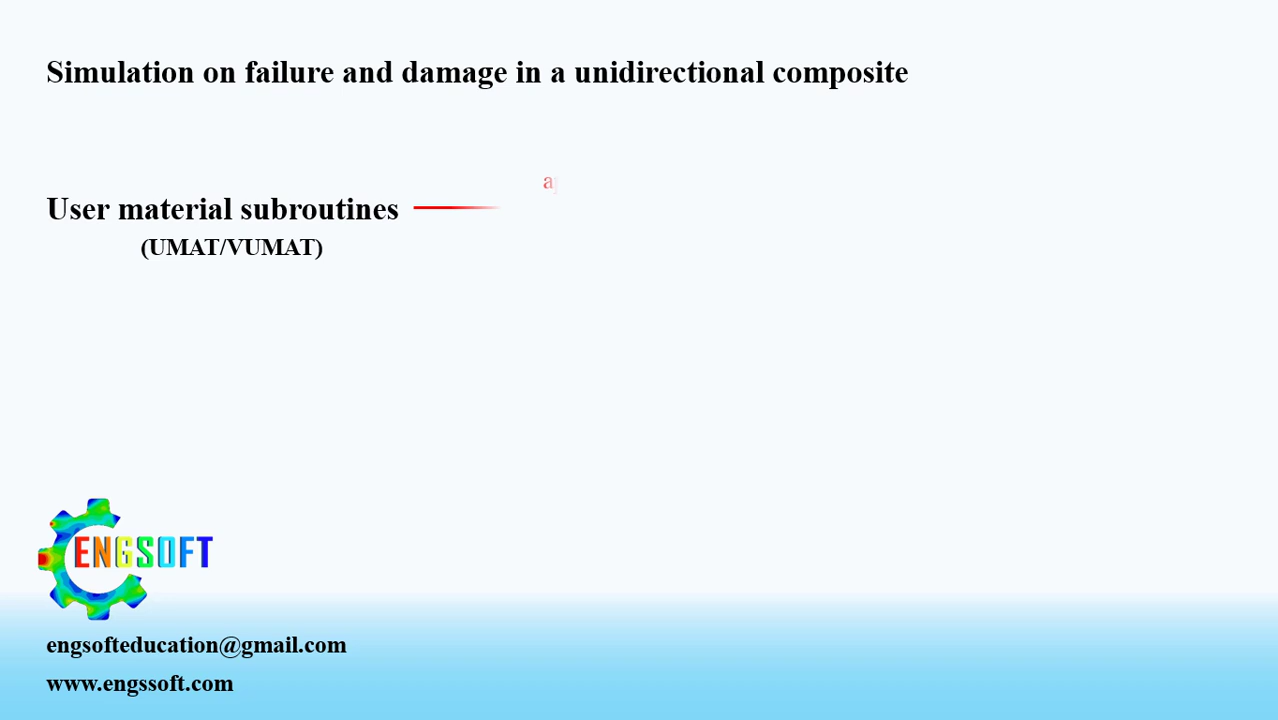 Simulation on failure and damage in a unidirectional composite
User material subroutines
(UMAT/VUMAT)
ENGSOFT
engsofteducation@gmail.com
www.engssoft.com